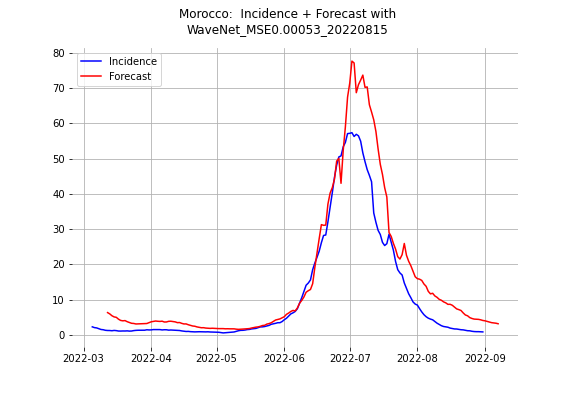 Morocco:  Incidence + Forecast with
WaveNet_MSE0.00053_20220815
Incidence
Forecast
80
70
60
50
40
30
20
10
0
2022-03 2022-04 2022-05 2022-06 2022-07 2022-08 2022-09